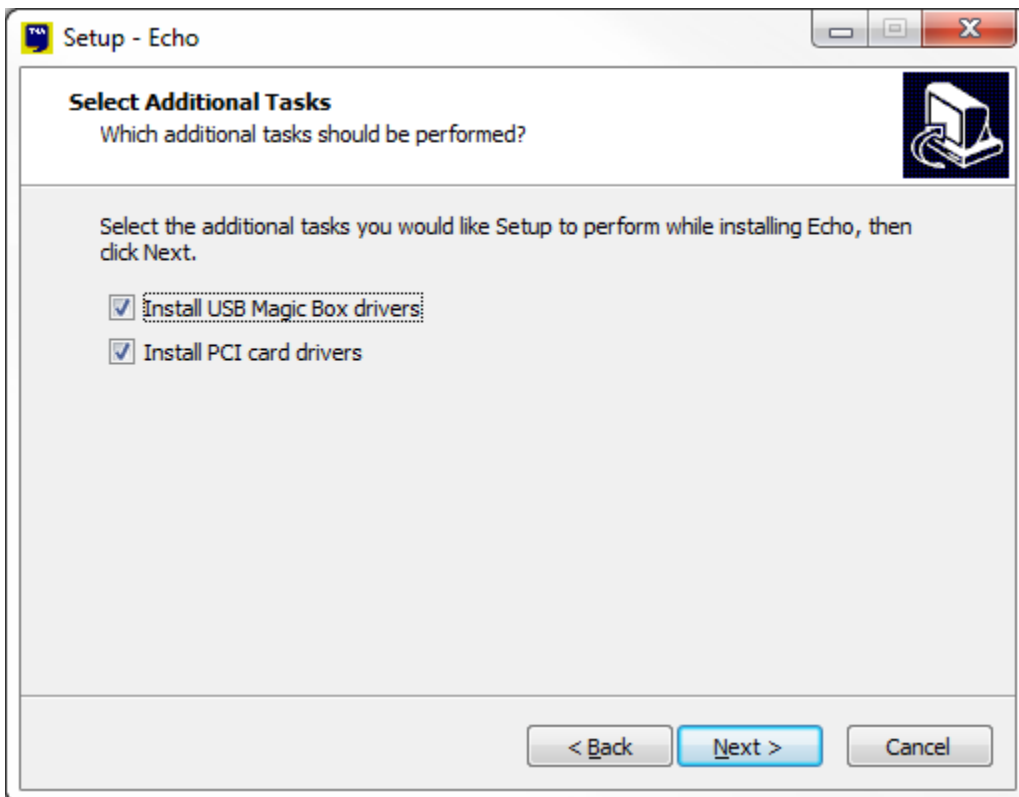 Setup - Echo
Select Additional Tasks
Which additional tasks should be performed?
Select the additional tasks you would like Setup to perform while installing Echo, then
click Next.
Install USB Magic Box drivers
Install PCI card drivers
< Back
Next >
Cancel